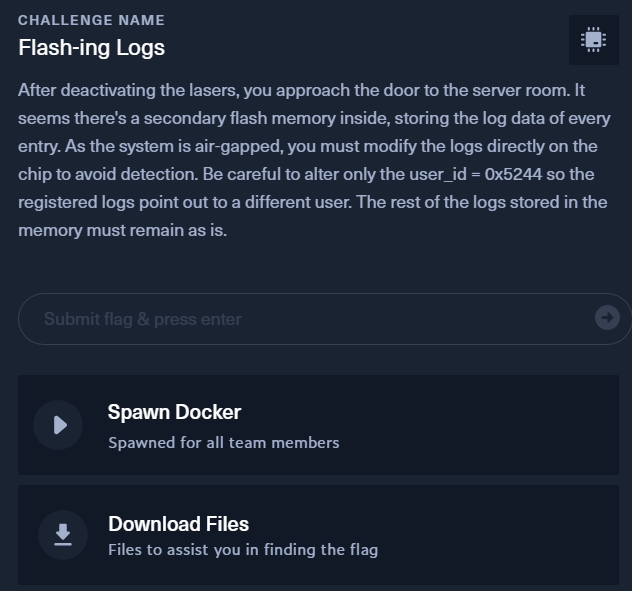 CHALLENGE NAME
Flash-ing Logs
After deactivating the lasers, you approach the door to the server room. It
seems there's a secondary flash memory inside, storing the log data of every
entry. As the system is air-gapped, you must modify the logs directly on the
chip to avoid detection. Be careful to alter only the user_id = 0x5244 so the
registered logs point out to a different user. The rest of the logs stored in the
memory must remain as is.
Submit flag & press enter
Spawn Docker
Spawned for all team members
Download Files
Files to assist you in finding the flag